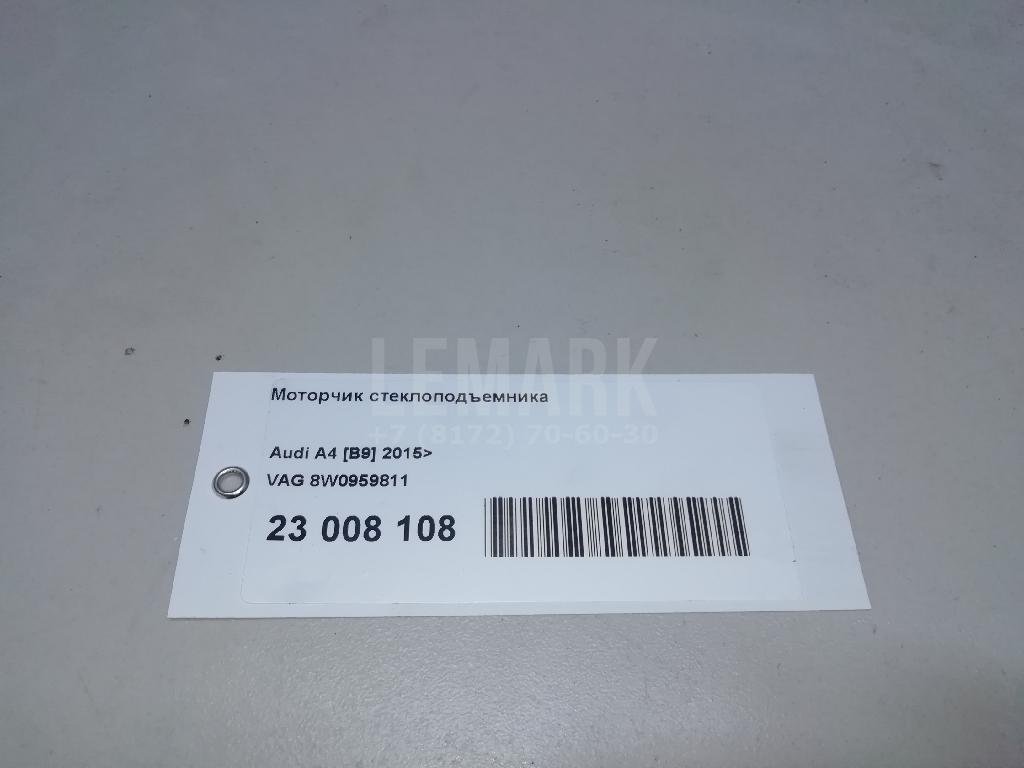 LEMARK
+7 (8172) 70-60-30
Моторчик стеклоподъемника
Audi A4 [B9] 2015>
VAG 8W0959811
23 008 108